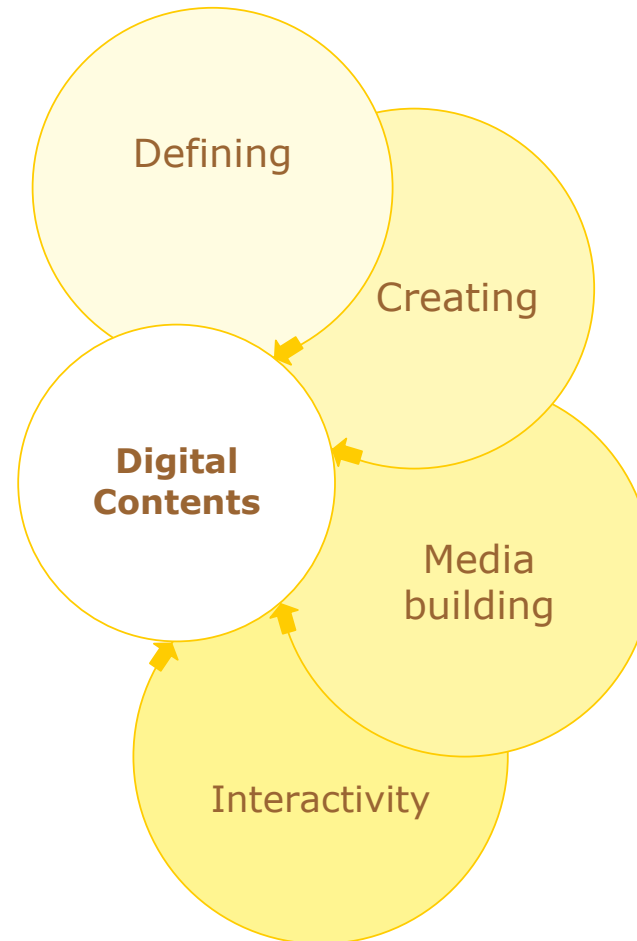 Defining
Creating
Digital
Contents
Media
building
Interactivity